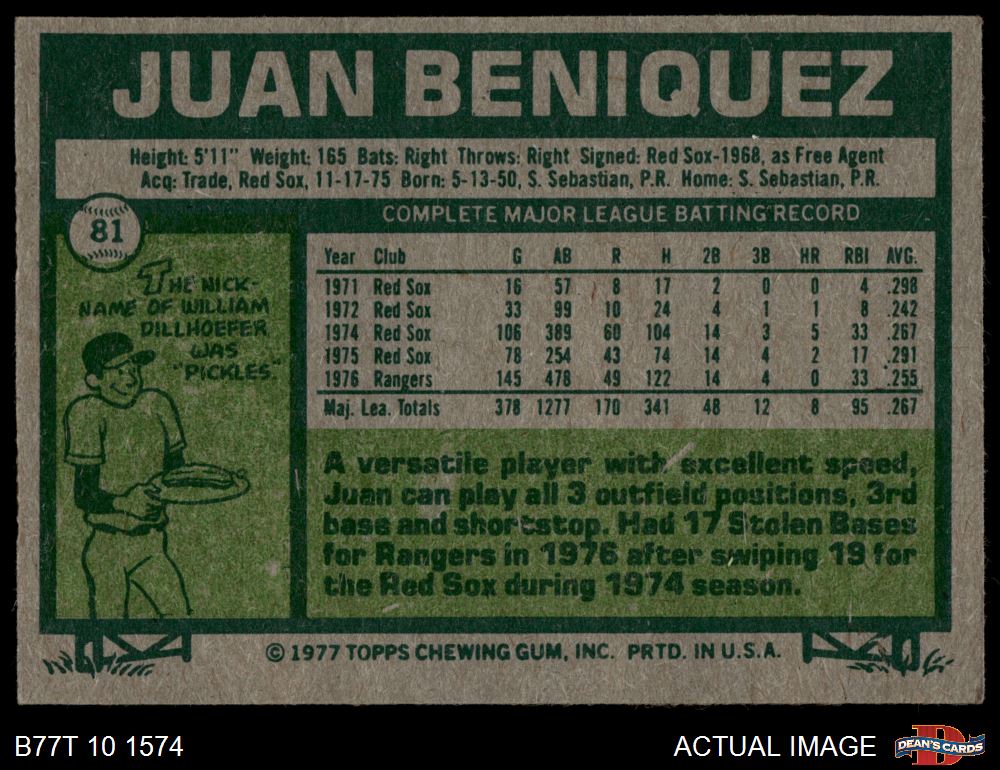 JUAN BENIQUEZ
Height: 5'11" Weight: 165 Bats: Right Throws: Right Signed: Red Sox-1968, as Free Agent
Acq: Trade, Red Sox, 11-17-75 Born: 5-13-50, S. Sebastian, P.R. Home: S. Sebastian, P.R.
81
THE NICK-
NAME OF WILLIAM
DILLHOEFER
WAS
"PICKLES."
COMPLETE MAJOR LEAGUE BATTING RECORD
Year Club G AB R H 2B 3B HR RBI AVG.
1971 Red Sox 16 57 8 17 2 0 0 4 .298
1972 Red Sox 33 99 10 24 4 1 1 8 .242
1974 Red Sox 106 389 60 104 14 3 5 33 .267
1975 Red Sox 78 254 43 74 14 4 2 17 .291
1976 Rangers 145 478 49 122 14 4 0 33 .255
Maj. Lea. Totals 378 1277 170 341 48 12 8 95 .267
A versatile player with excellent speed,
Juan can play all 3 outfield positions, 3rd
base and shortstop. Had 17 Stolen Bases
for Rangers in 1976 after swiping 19 for
the Red Sox during 1974 season.
© 1977 TOPPS CHEWING GUM, INC. PRTD. IN U.S.A.
B77T 10 1574
ACTUAL IMAGE
DEAN'S CARDS